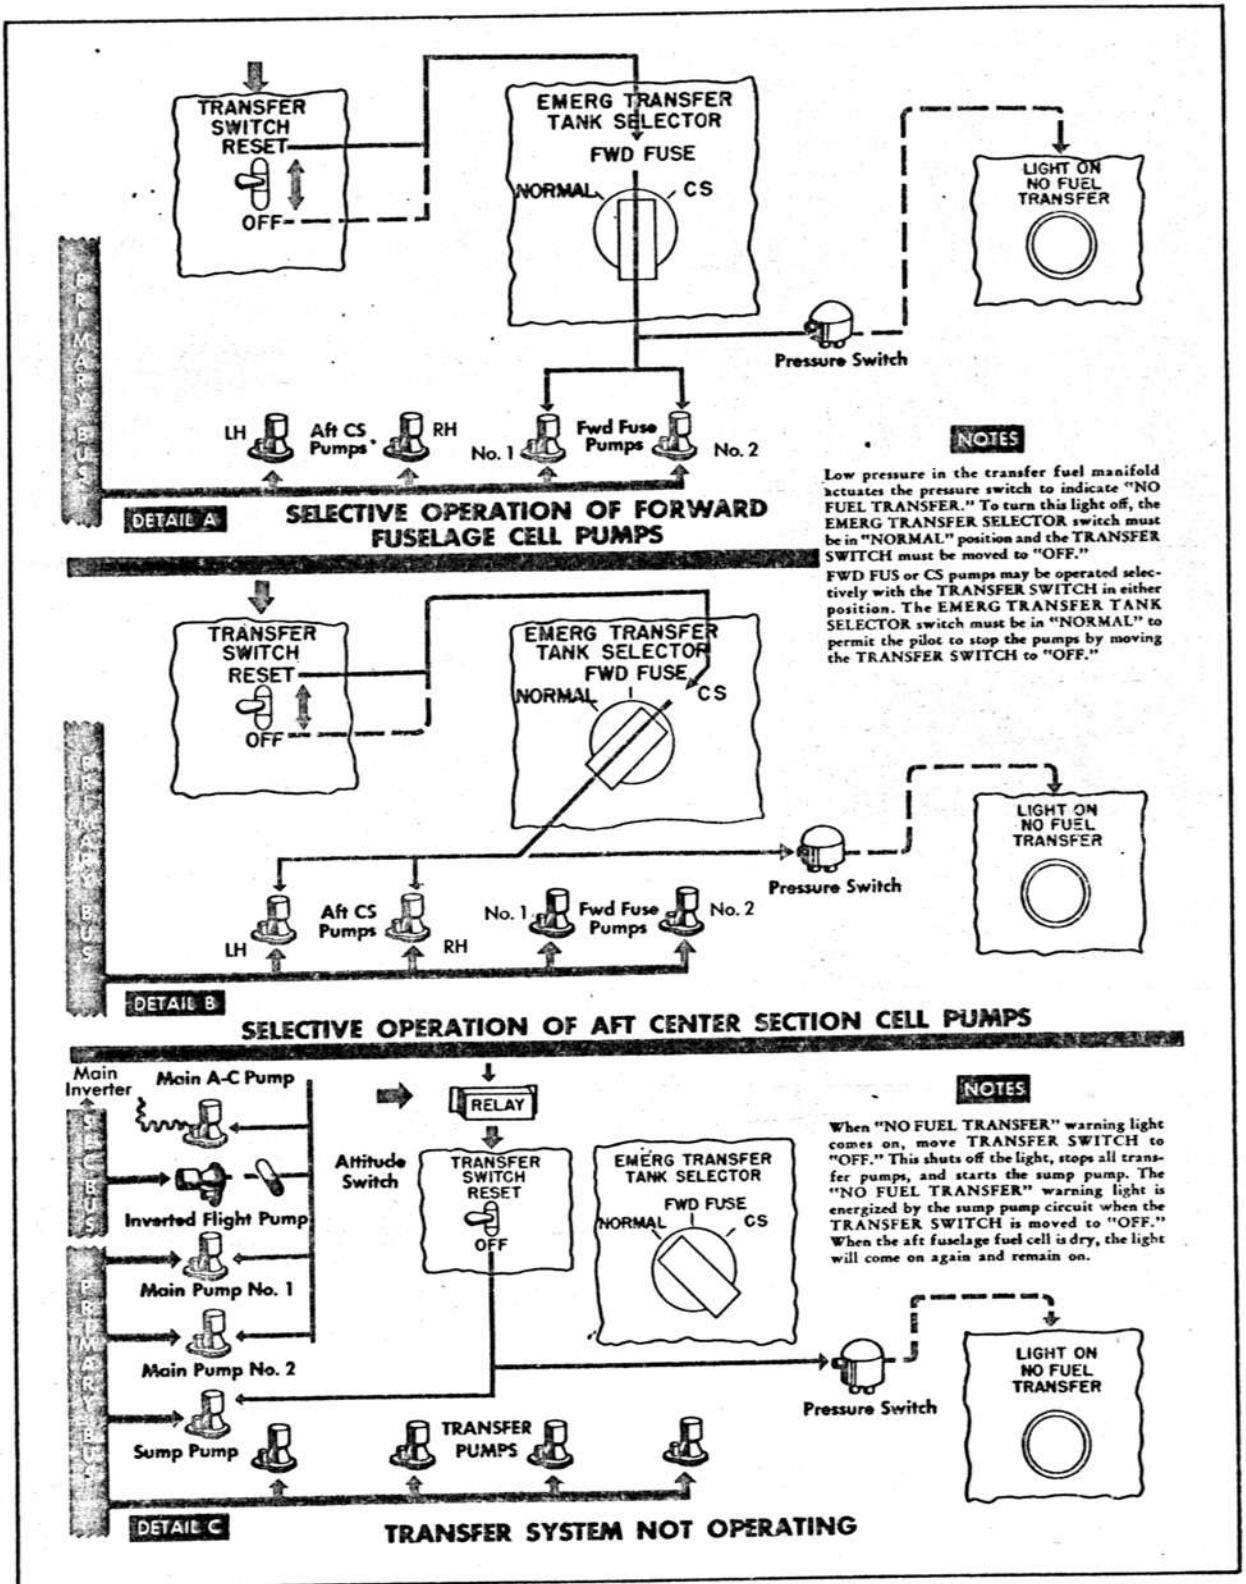 TRANSFER
SWITCH
RESET
OFF
EMERG TRANSFER
TANK SELECTOR
FWD FUSE
NORMAL
CS
LIGHT ON
NO FUEL
TRANSFER
PRIMARY BUS
Pressure Switch
LH
Aft CS
Pumps
RH
No. 1
Fwd Fuse
Pumps
No. 2
DETAIL A
SELECTIVE OPERATION OF FORWARD
FUSELAGE CELL PUMPS
NOTES
Low pressure in the transfer fuel manifold
actuates the pressure switch to indicate "NO
FUEL TRANSFER." To turn this light off, the
EMERG TRANSFER SELECTOR switch must
be in "NORMAL" position and the TRANSFER
SWITCH must be moved to "OFF."
FWD FUS or CS pumps may be operated selec-
tively with the TRANSFER SWITCH in either
position. The EMERG TRANSFER TANK
SELECTOR switch must be in "NORMAL" to
permit the pilot to stop the pumps by moving
the TRANSFER SWITCH to "OFF."
TRANSFER
SWITCH
RESET
OFF
EMERG TRANSFER
TANK SELECTOR
FWD FUSE
NORMAL
CS
PRIMARY BUS
LIGHT ON
NO FUEL
TRANSFER
Pressure Switch
LH
Aft CS
Pumps
RH
No. 1
Fwd Fuse
Pumps
No. 2
DETAIL B
SELECTIVE OPERATION OF AFT CENTER SECTION CELL PUMPS
Main
Inverter
Main A-C Pump
SEC BUS
Inverted Flight Pump
Attitude
Switch
RELAY
TRANSFER
SWITCH
RESET
OFF
EMERG TRANSFER
TANK SELECTOR
FWD FUSE
NORMAL
CS
NOTES
When "NO FUEL TRANSFER" warning light
comes on, move TRANSFER SWITCH to
"OFF." This shuts off the light, stops all trans-
fer pumps, and starts the sump pump. The
"NO FUEL TRANSFER" warning light is
energized by the sump pump circuit when the
TRANSFER SWITCH is moved to "OFF."
When the aft fuselage fuel cell is dry, the light
will come on again and remain on.
PRIMARY BUS
Main Pump No. 1
Main Pump No. 2
Sump Pump
TRANSFER
PUMPS
Pressure Switch
LIGHT ON
NO FUEL
TRANSFER
DETAIL C
TRANSFER SYSTEM NOT OPERATING